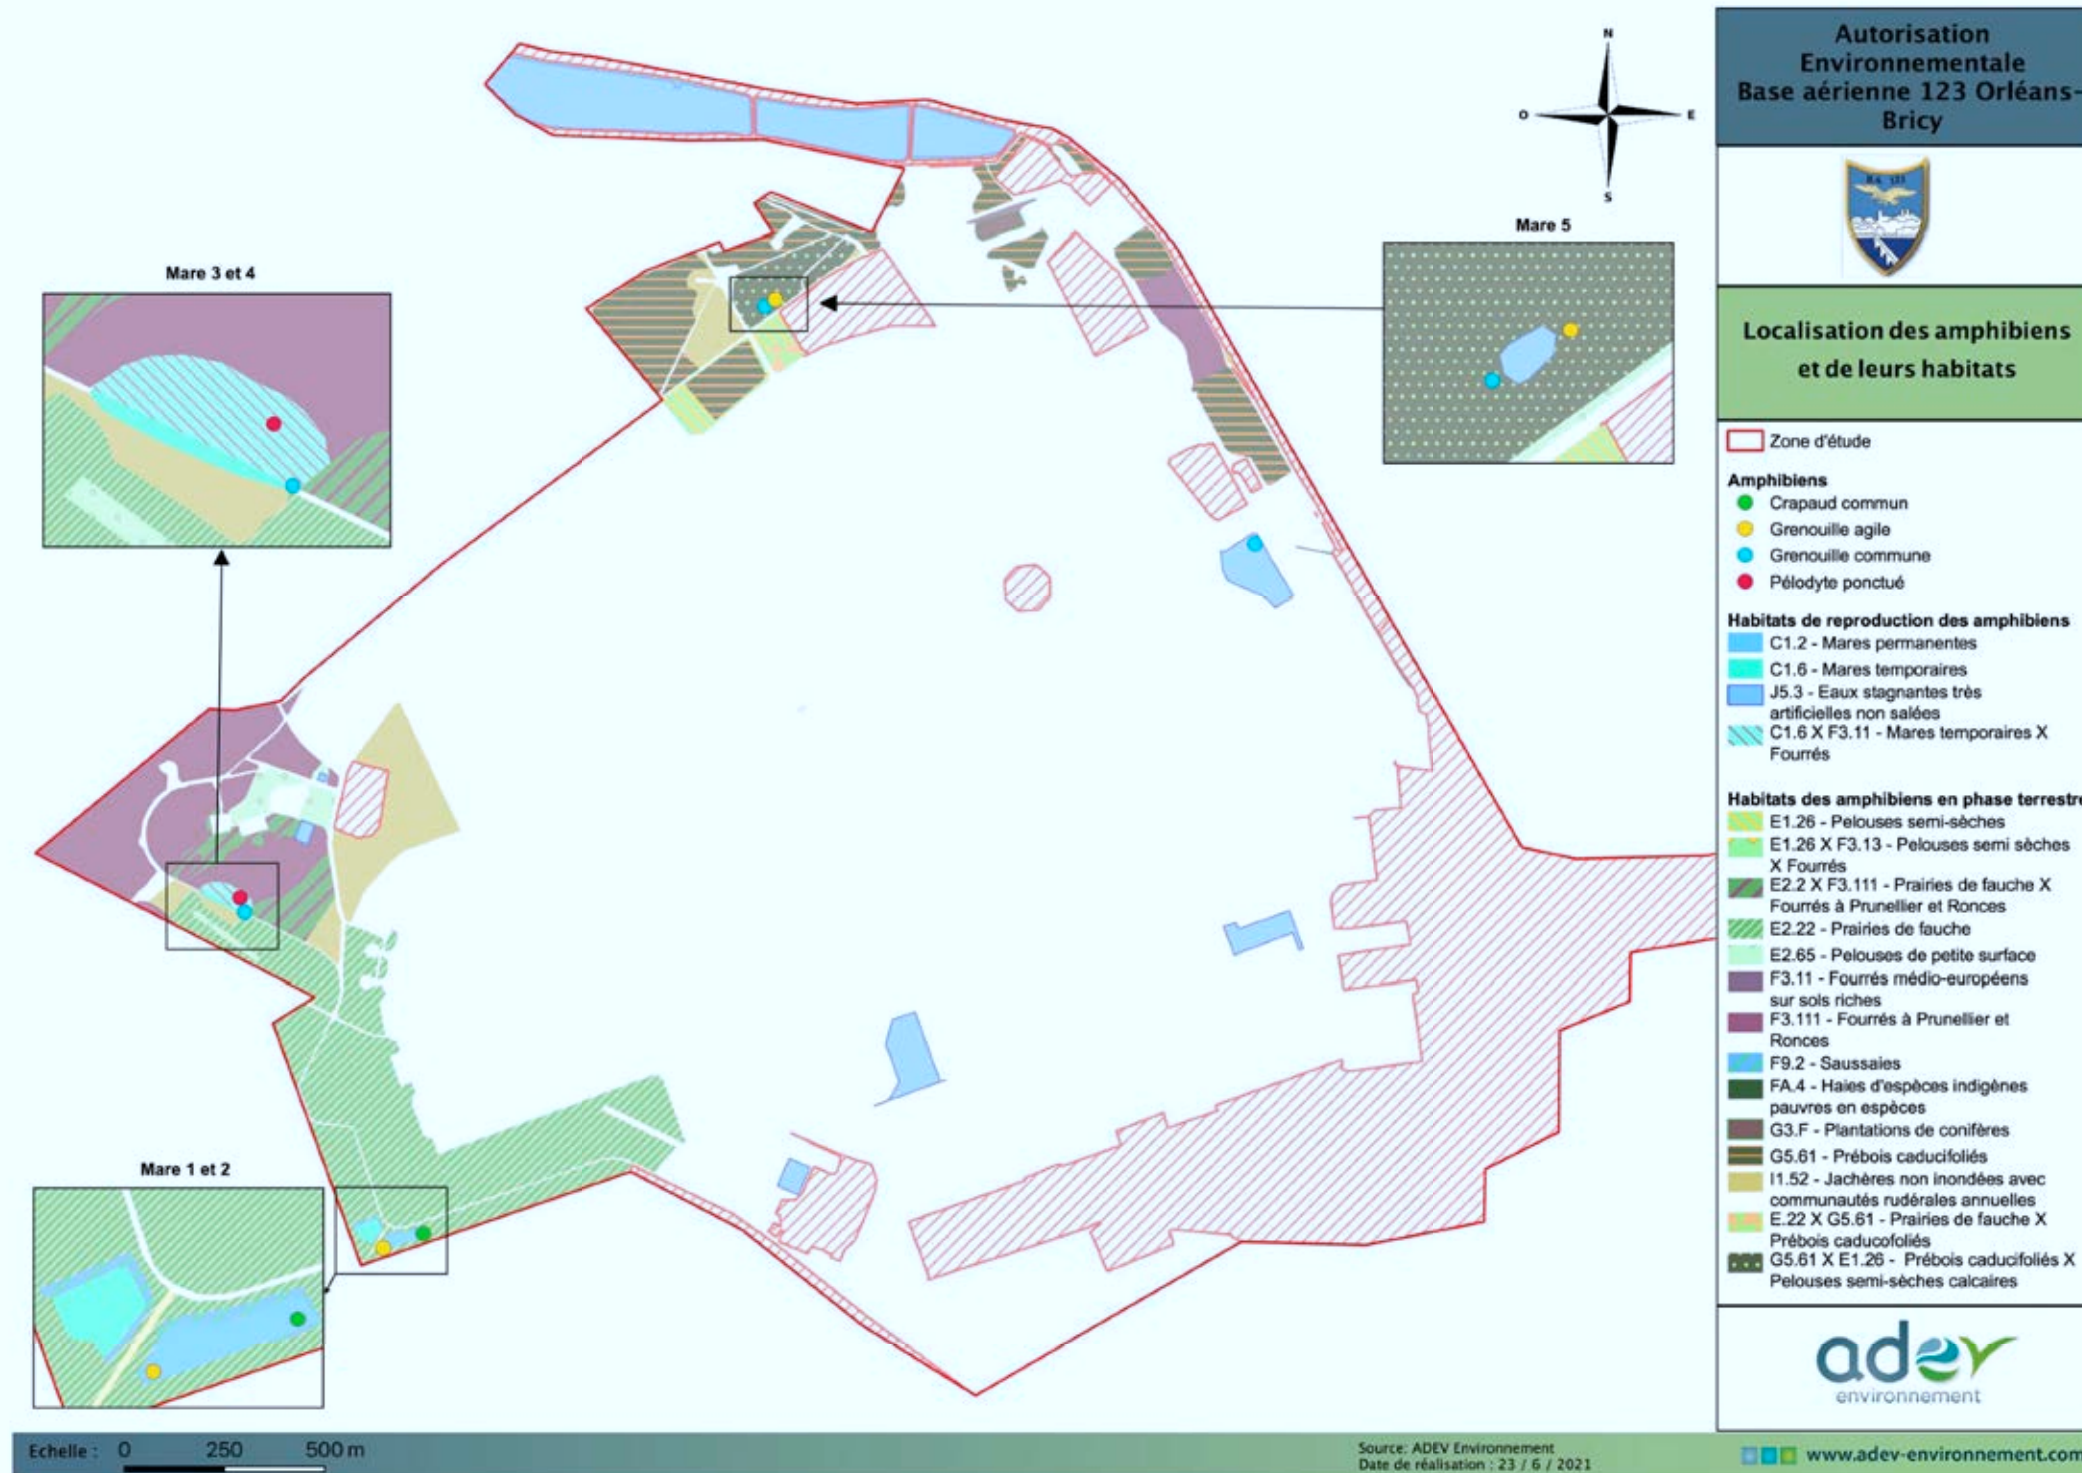 Autorisation
Environnementale
Base aérienne 123 Orléans-
Bricy
N
O
E
S
B.A 123
Mare 5
Mare 3 et 4
Localisation des amphibiens
et de leurs habitats
Zone d'étude
Amphibiens
Crapaud commun
Grenouille agile
Grenouille commune
Pélodyte ponctué
Habitats de reproduction des amphibiens
C1.2 - Mares permanentes
C1.6 - Mares temporaires
J5.3 - Eaux stagnantes très
artificielles non salées
C1.6 X F3.11 - Mares temporaires X
Fourrés
Habitats des amphibiens en phase terrestre
E1.26 - Pelouses semi-sèches
E1.26 X F3.13 - Pelouses semi sèches
X Fourrés
E2.2 X F3.111 - Prairies de fauche X
Fourrés à Prunellier et Ronces
E2.22 - Prairies de fauche
E2.65 - Pelouses de petite surface
F3.11 - Fourrés médio-européens
sur sols riches
F3.111 - Fourrés à Prunellier et
Ronces
F9.2 - Saussaies
FA.4 - Haies d'espèces indigènes
pauvres en espèces
G3.F - Plantations de conifères
G5.61 - Prébois caducifoliés
I1.52 - Jachères non inondées avec
communautés rudérales annuelles
E.22 X G5.61 - Prairies de fauche X
Prébois caducofoliés
G5.61 X E1.26 - Prébois caducifoliés X
Pelouses semi-sèches calcaires
Mare 1 et 2
adev
environnement
Echelle : 0 250 500 m
Source: ADEV Environnement
Date de réalisation : 23 / 6 / 2021
www.adev-environnement.com